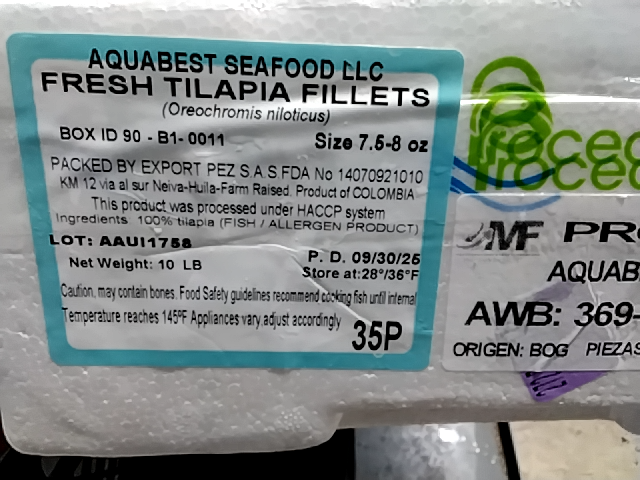 AQUABEST SEAFOOD LLC
FRESH TILAPIA FILLETS
(Oreochromis niloticus)
BOX ID 90 - B1- 0011
Size 7.5-8 oz
PACKED BY EXPORT PEZ S A S FDA No 14070921010
KM 12 via al sur Neiva-Huila-Farm Raised. Product of COLOMBIA
This product was processed under HACCP system
Ingredients 100% tilapia (FISH / ALLERGEN PRODUCT)
LOT: AAUI1758
P. D. 09/30/25
Net Weight: 10 LB
Store at:28°/36°F
Caution, may contain bones. Food Safety guidelines recommend cooking fish until internal
Temperature reaches 145ºF Appliances vary,adjust accordingly
35P
Proce
Proce
MF PR
AQUAB
AWB: 369-
ORIGEN: BOG PIEZAS